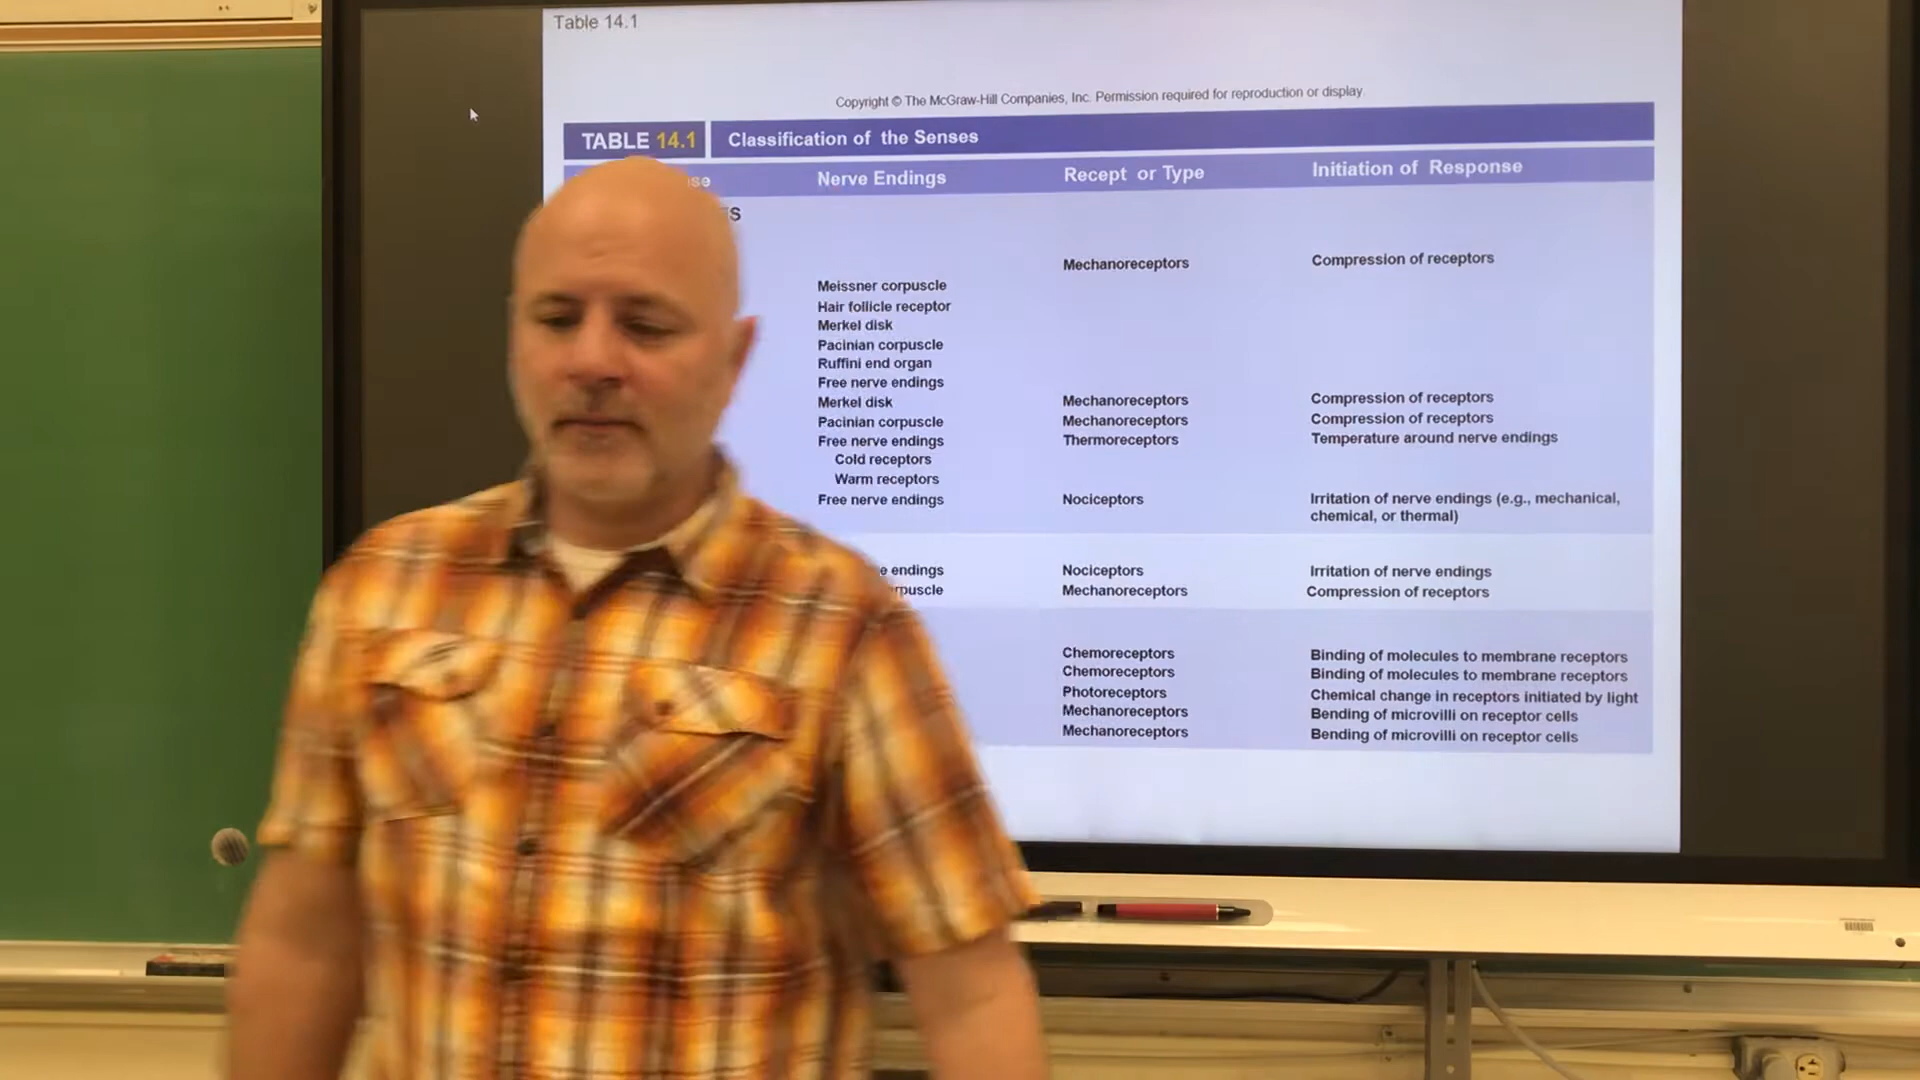 Table 14.1
Copyright © The McGraw-Hill Companies, Inc. Permission required for reproduction or display
TABLE 14.1 Classification of the Senses
Nerve Endings Recept or Type Initiation of Response
Mechanoreceptors Compression of receptors
Meissner corpuscle
Hair follicle receptor
Merkel disk
Pacinian corpuscle
Ruffini end organ
Free nerve endings
Merkel disk Mechanoreceptors Compression of receptors
Pacinian corpuscle Mechanoreceptors Compression of receptors
Free nerve endings Thermoreceptors Temperature around nerve endings
Cold receptors
Warm receptors
Free nerve endings Nociceptors Irritation of nerve endings (e.g., mechanical,
chemical, or thermal)
endings Nociceptors Irritation of nerve endings
Mechanoreceptors Compression of receptors
Chemoreceptors Binding of molecules to membrane receptors
Chemoreceptors Binding of molecules to membrane receptors
Photoreceptors Chemical change in receptors initiated by light
Mechanoreceptors Bending of microvilli on receptor cells
Mechanoreceptors Bending of microvilli on receptor cells